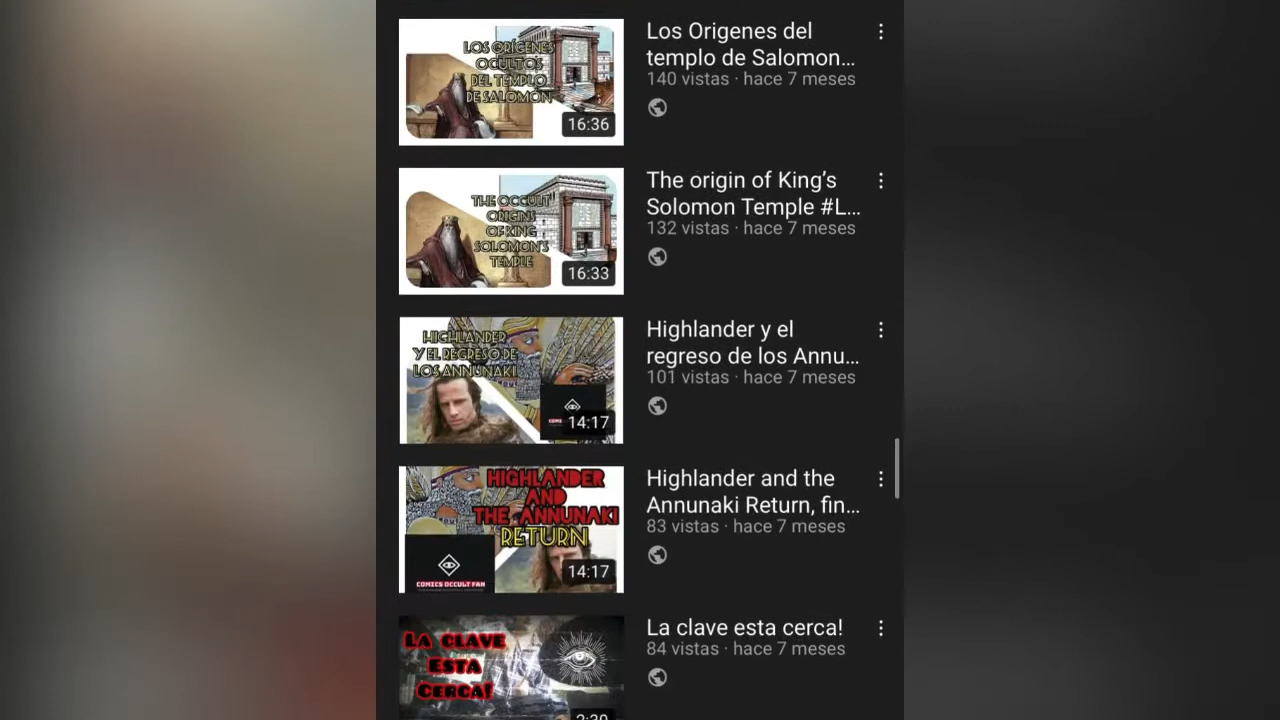 LOS ORÍGENES
OCULTOS
DEL TEMPLO
DE SALOMÓN
16:36
Los Origenes del
templo de Salomon...
140 vistas · hace 7 meses
THE OCCULT
ORIGINS
OF KING
SOLOMON'S
TEMPLE
16:33
The origin of King's
Solomon Temple #L...
132 vistas · hace 7 meses
HIGHLANDER
Y EL REGRESO DE
LOS ANNUNAKI
14:17
Highlander y el
regreso de los Annu...
101 vistas · hace 7 meses
HIGHLANDER
AND
THE ANNUNAKI
RETURN
COMICS OCCULT FAN
14:17
Highlander and the
Annunaki Return, fin...
83 vistas · hace 7 meses
LA CLAVE
ESTA
CERCA!
La clave esta cerca!
84 vistas · hace 7 meses